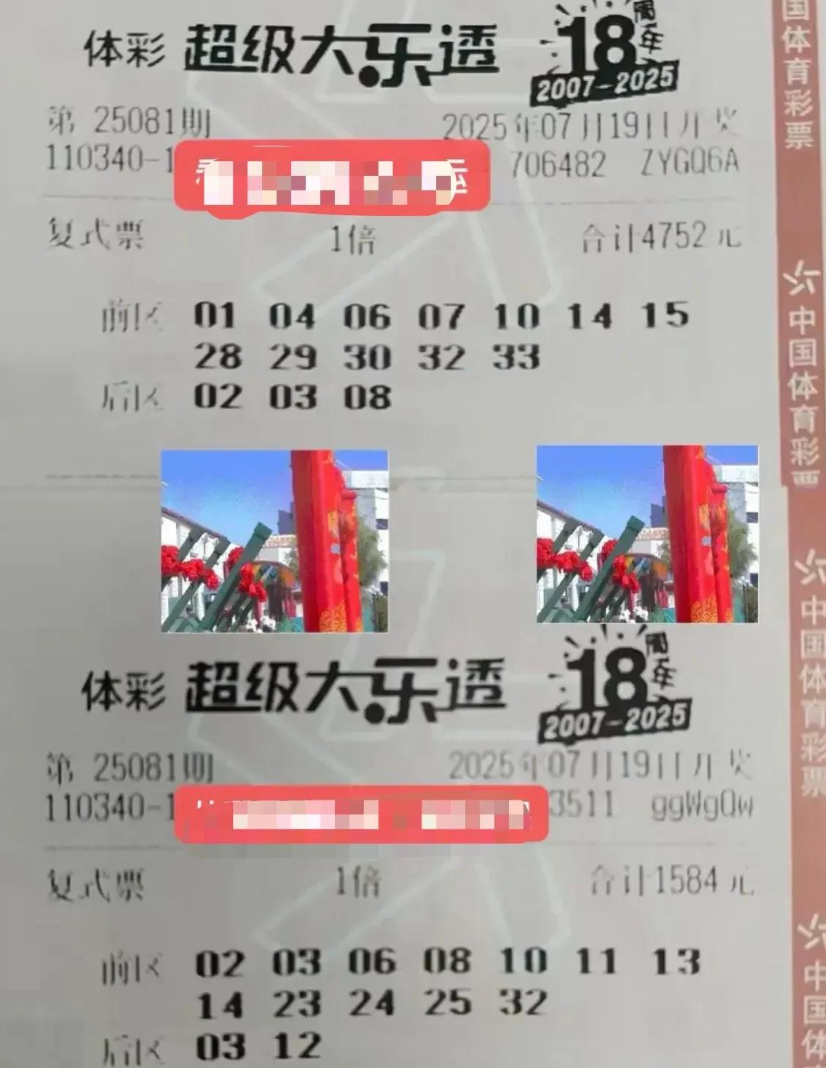 体彩 超级大乐透 18周年
2007-2025
第 25081期 2025年07月19日开奖
110340-1 706482 ZYGQ6A
复式票 1倍 合计4752元
前区 01 04 06 07 10 14 15
28 29 30 32 33
后区 02 03 08
体彩 超级大乐透 18周年
2007-2025
第 25081期 2025年07月19日开奖
110340-1 3511 ggWgQw
复式票 1倍 合计1584元
前区 02 03 06 08 10 11 13
14 23 24 25 32
后区 03 12
国体育彩票
中国体育彩票
中国体育彩票
中国体